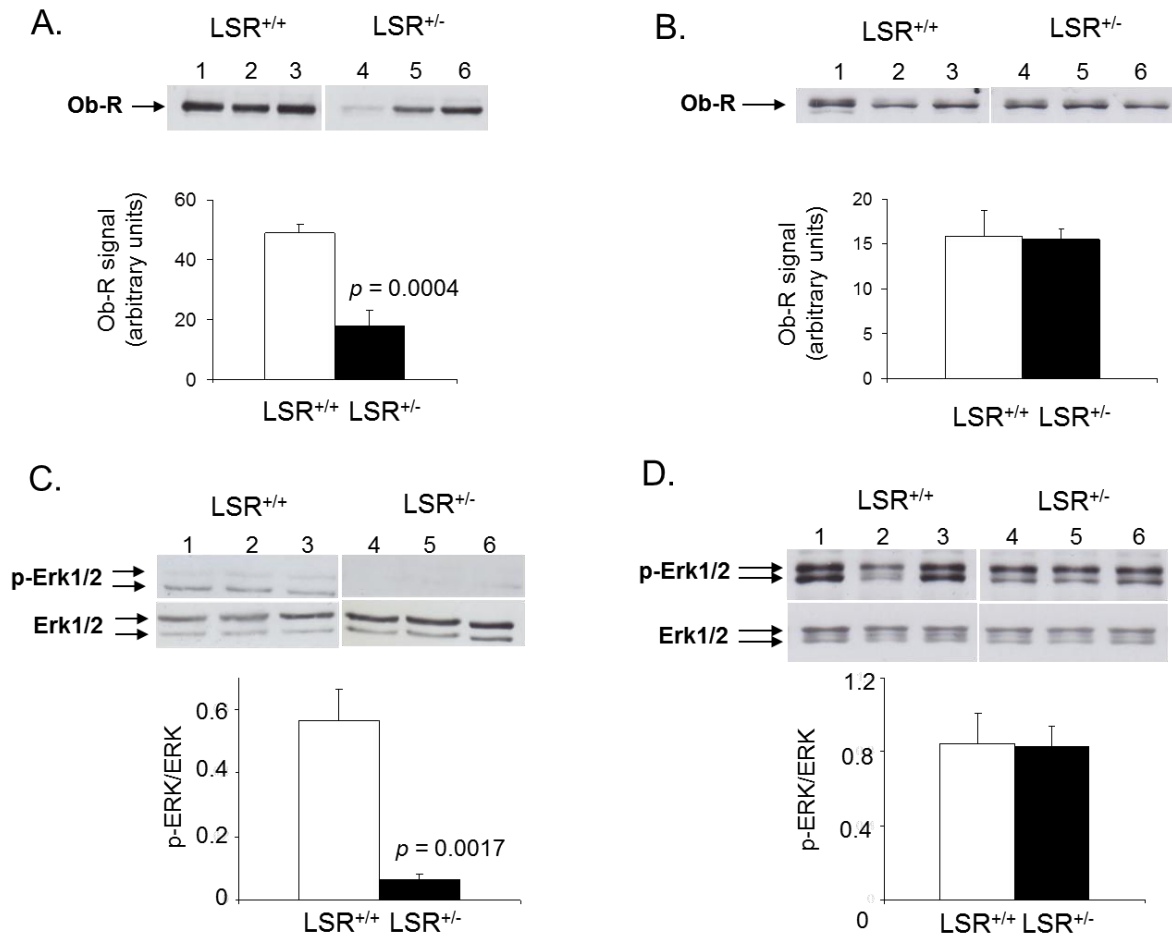 A.
LSR+/+ LSR+/-
1 2 3 4 5 6
Ob-R
Ob-R signal
(arbitrary units)
60
40
20
0
p = 0.0004
LSR+/+ LSR+/-
B.
LSR+/+ LSR+/-
1 2 3 4 5 6
Ob-R
Ob-R signal
(arbitrary units)
20
15
10
5
0
LSR+/+ LSR+/-
C.
LSR+/+ LSR+/-
1 2 3 4 5 6
p-Erk1/2
Erk1/2
p-ERK/ERK
0.6
0.4
0.2
0
p = 0.0017
LSR+/+ LSR+/-
D.
LSR+/+ LSR+/-
1 2 3 4 5 6
p-Erk1/2
Erk1/2
p-ERK/ERK
1.2
0.8
0.4
0
LSR+/+ LSR+/-